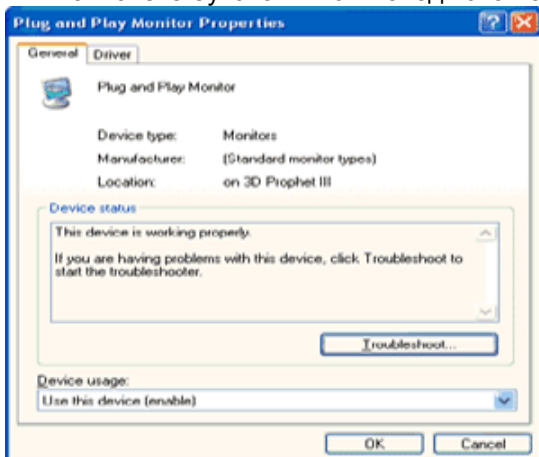 Plug and Play Monitor Properties
General Driver
Plug and Play Monitor
Device type: Monitors
Manufacturer: (Standard monitor types)
Location: on 3D Prophet III
Device status
This device is working properly.
If you are having problems with this device, click Troubleshoot to
start the troubleshooter.
Troubleshoot...
Device usage:
Use this device (enable)
OK Cancel